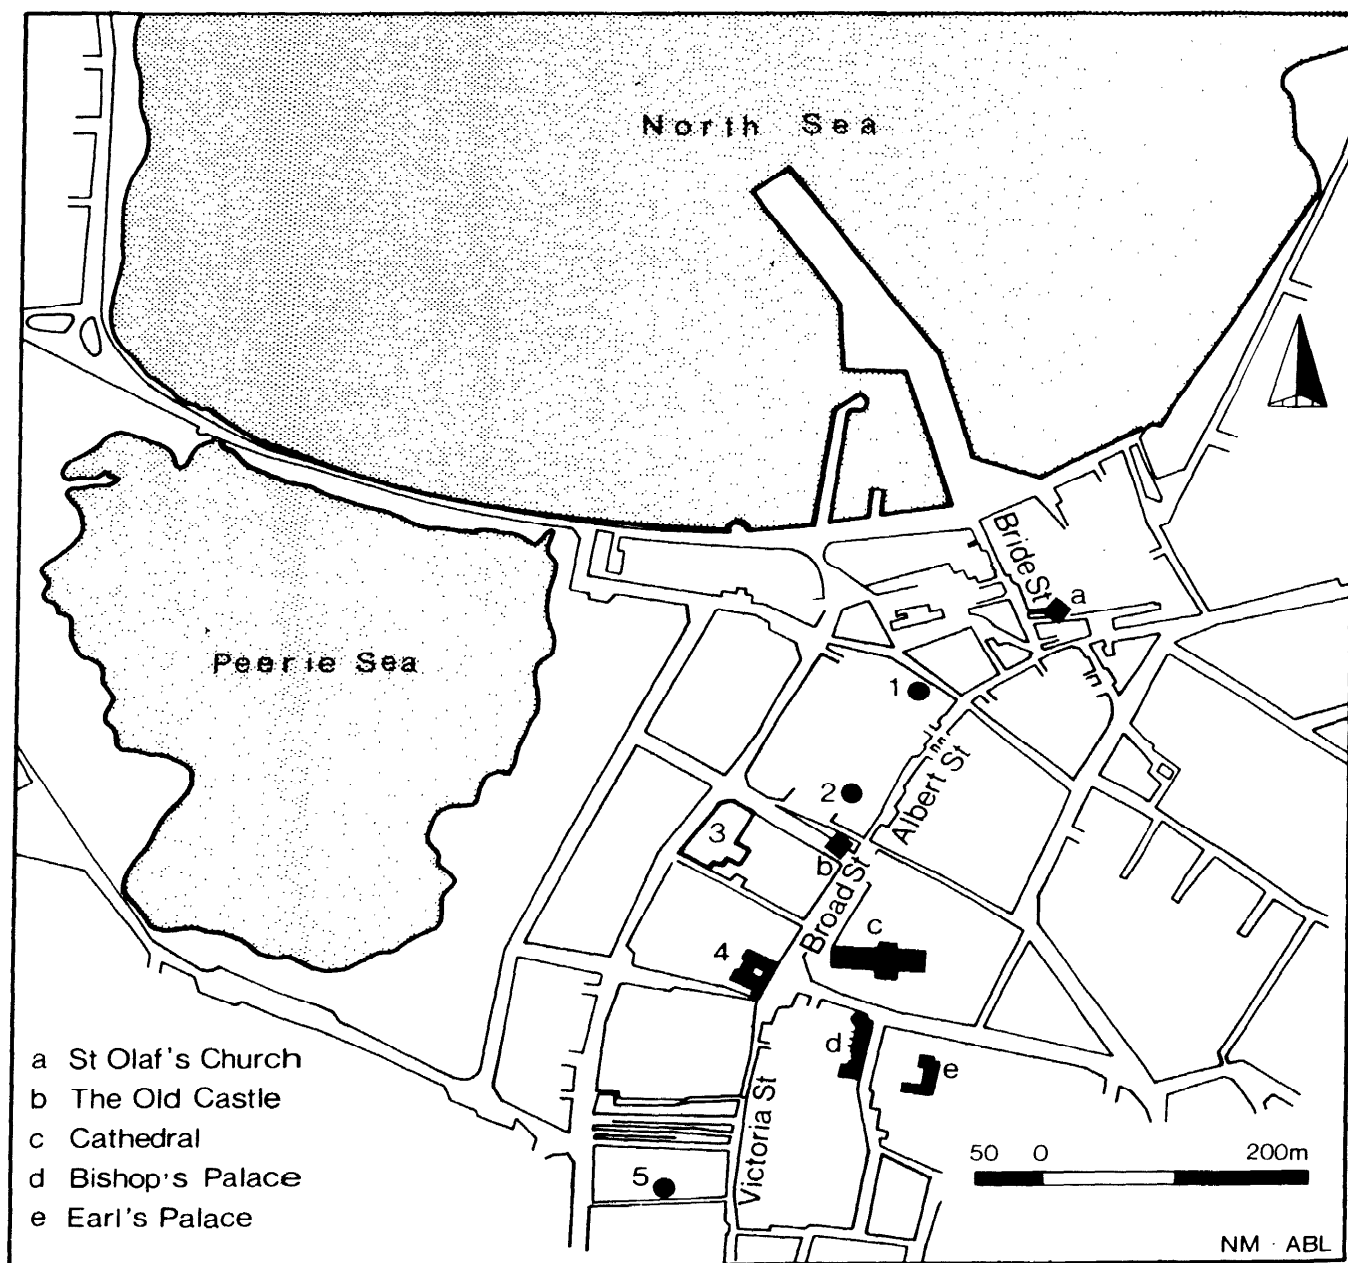 North Sea
Bride St
a
Peerie Sea
1
Albert St
2
3
b
Broad St
c
4
d
e
Victoria St
5
a St Olaf's Church
b The Old Castle
c Cathedral
d Bishop's Palace
e Earl's Palace
50 0 200m
NM · ABL